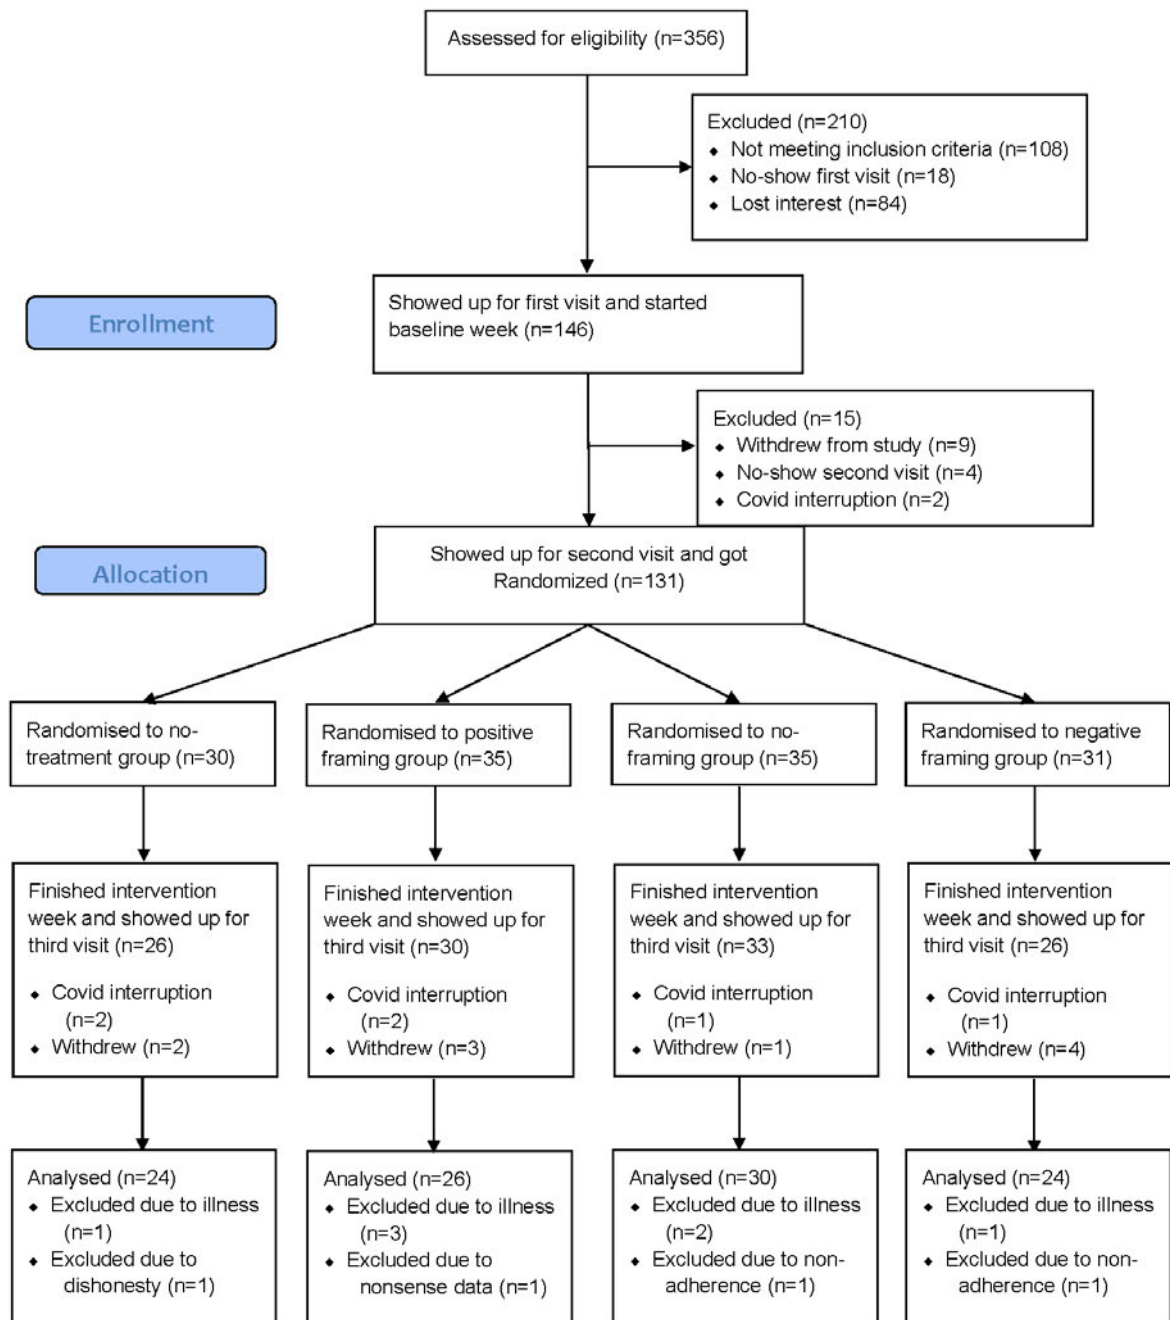 Assessed for eligibility (n=356)
Excluded (n=210)
⬥ Not meeting inclusion criteria (n=108)
⬥ No-show first visit (n=18)
⬥ Lost interest (n=84)
Enrollment
Showed up for first visit and started
baseline week (n=146)
Excluded (n=15)
⬥ Withdrew from study (n=9)
⬥ No-show second visit (n=4)
⬥ Covid interruption (n=2)
Allocation
Showed up for second visit and got
Randomized (n=131)
Randomised to no-
treatment group (n=30)
Randomised to positive
framing group (n=35)
Randomised to no-
framing group (n=35)
Randomised to negative
framing group (n=31)
Finished intervention
week and showed up for
third visit (n=26)
⬥ Covid interruption
(n=2)
⬥ Withdrew (n=2)
Finished intervention
week and showed up for
third visit (n=30)
⬥ Covid interruption
(n=2)
⬥ Withdrew (n=3)
Finished intervention
week and showed up for
third visit (n=33)
⬥ Covid interruption
(n=1)
⬥ Withdrew (n=1)
Finished intervention
week and showed up for
third visit (n=26)
⬥ Covid interruption
(n=1)
⬥ Withdrew (n=4)
Analysed (n=24)
⬥ Excluded due to illness
(n=1)
⬥ Excluded due to
dishonesty (n=1)
Analysed (n=26)
⬥ Excluded due to illness
(n=3)
⬥ Excluded due to
nonsense data (n=1)
Analysed (n=30)
⬥ Excluded due to illness
(n=2)
⬥ Excluded due to non-
adherence (n=1)
Analysed (n=24)
⬥ Excluded due to illness
(n=1)
⬥ Excluded due to non-
adherence (n=1)